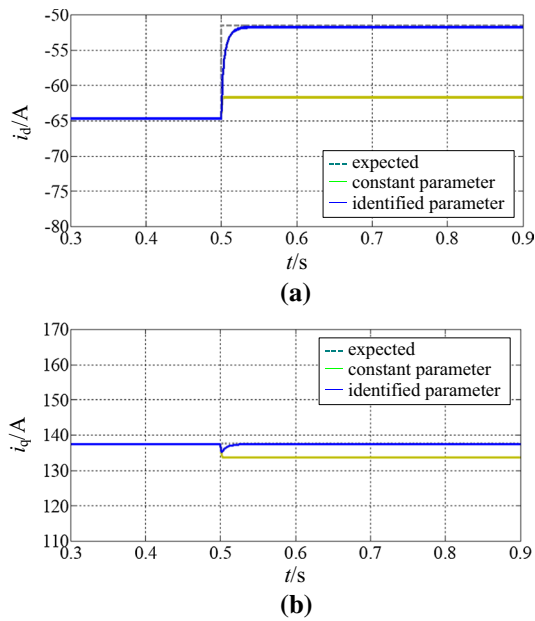 -50
-55
-60
-65
-70
-75
-80
i_d/A
expected
constant parameter
identified parameter
0.3 0.4 0.5 0.6 0.7 0.8 0.9
t/s
(a)
170
160
150
140
130
120
110
i_q/A
expected
constant parameter
identified parameter
0.3 0.4 0.5 0.6 0.7 0.8 0.9
t/s
(b)